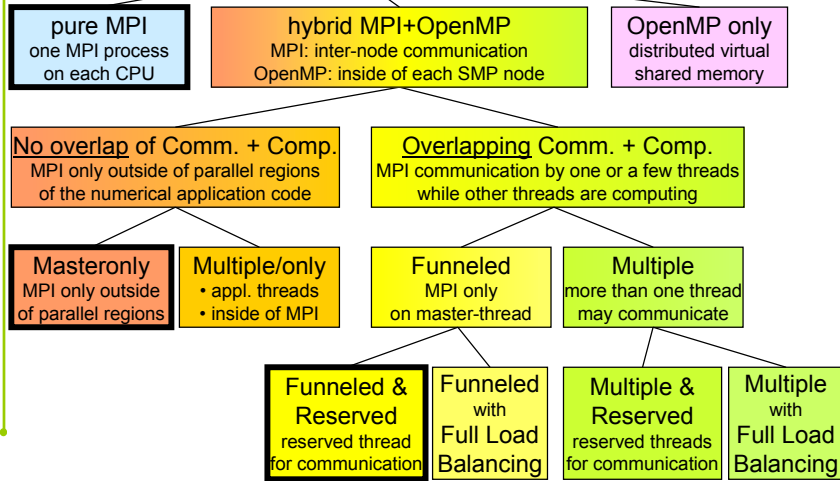 pure MPI
one MPI process
on each CPU
hybrid MPI+OpenMP
MPI: inter-node communication
OpenMP: inside of each SMP node
OpenMP only
distributed virtual
shared memory
No overlap of Comm. + Comp.
MPI only outside of parallel regions
of the numerical application code
Overlapping Comm. + Comp.
MPI communication by one or a few threads
while other threads are computing
Masteronly
MPI only outside
of parallel regions
Multiple/only
• appl. threads
• inside of MPI
Funneled
MPI only
on master-thread
Multiple
more than one thread
may communicate
Funneled &
Reserved
reserved thread
for communication
Funneled
with
Full Load
Balancing
Multiple &
Reserved
reserved threads
for communication
Multiple
with
Full Load
Balancing